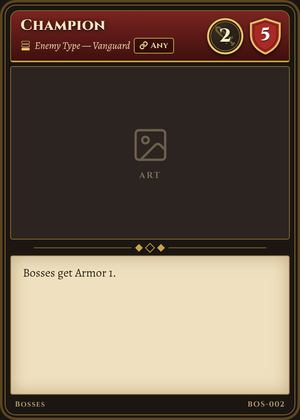 Champion
Enemy Type — Vanguard Any
2
5
ART
Bosses get Armor 1.
Bosses BOS-002